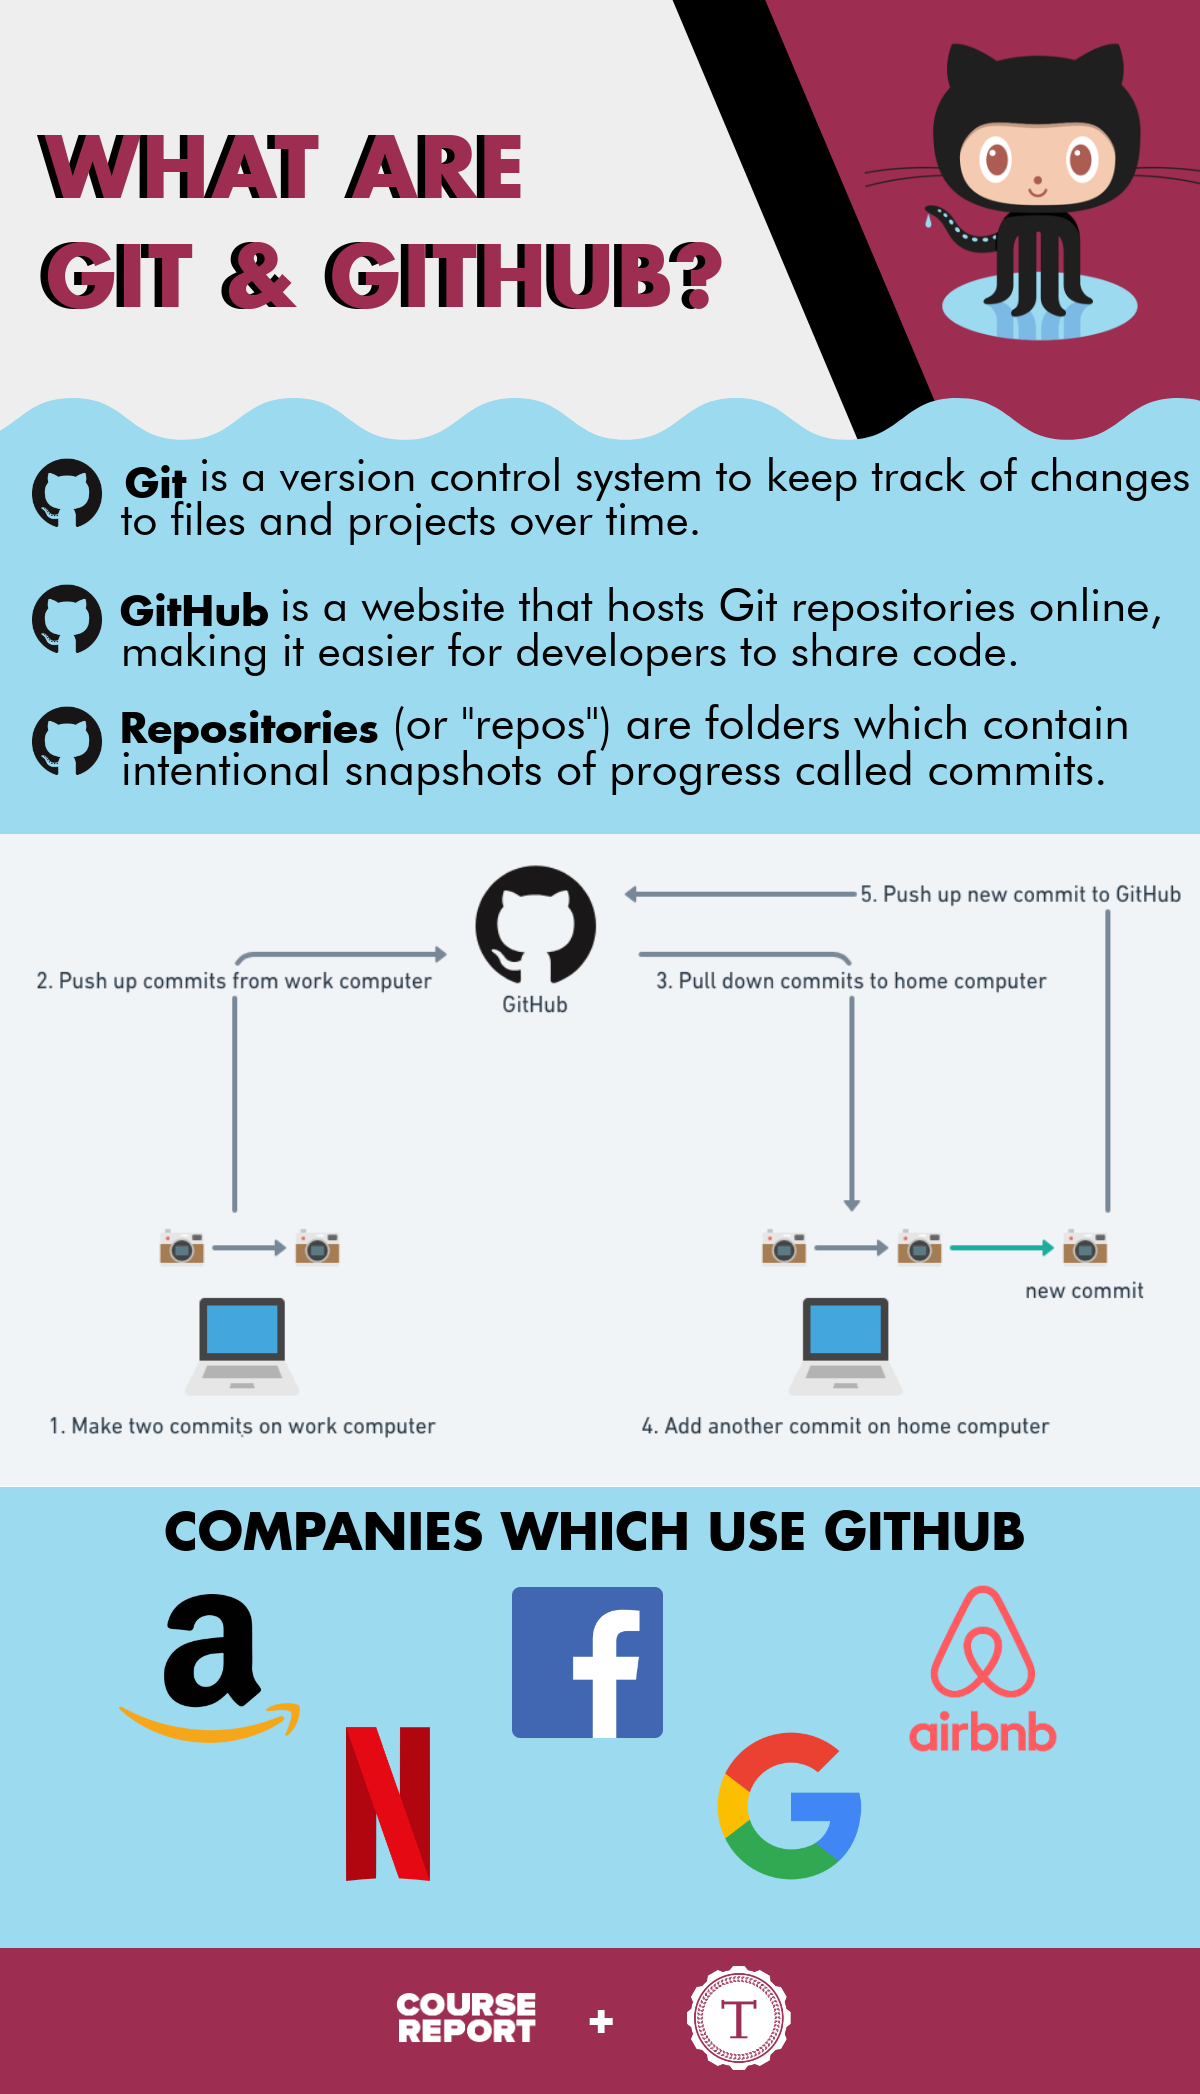 WHAT ARE
GIT & GITHUB?
Git is a version control system to keep track of changes
to files and projects over time.
GitHub is a website that hosts Git repositories online,
making it easier for developers to share code.
Repositories (or "repos") are folders which contain
intentional snapshots of progress called commits.
5. Push up new commit to GitHub
2. Push up commits from work computer
3. Pull down commits to home computer
GitHub
new commit
1. Make two commits on work computer
4. Add another commit on home computer
COMPANIES WHICH USE GITHUB
a
f
airbnb
N
G
COURSE
REPORT
+
T